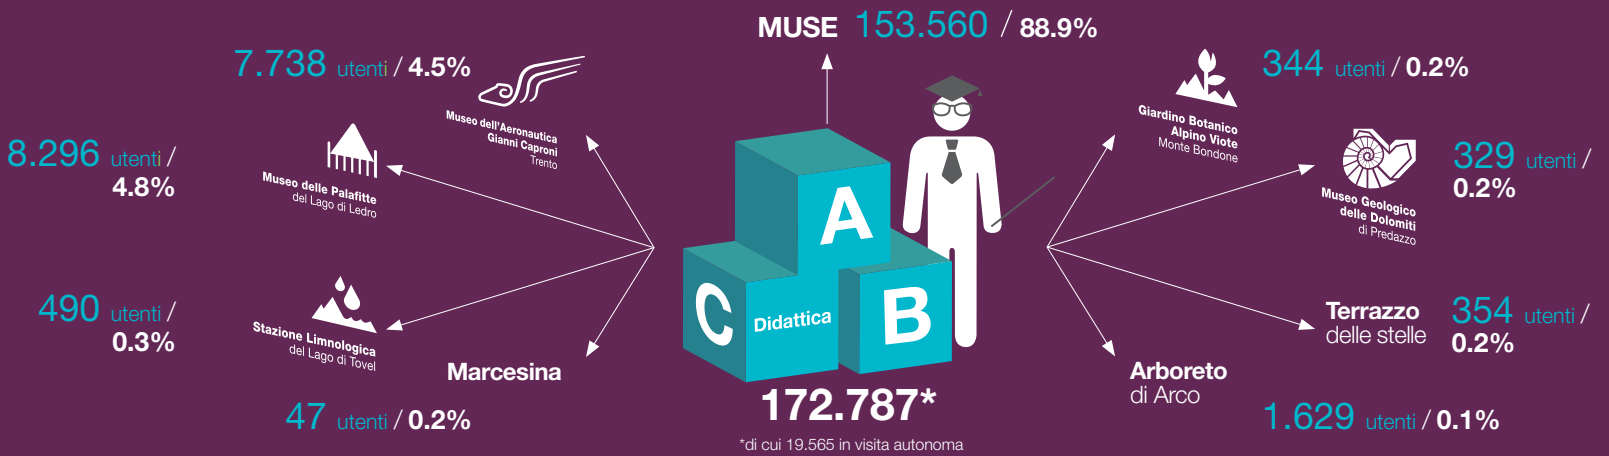 MUSE 153.560 / 88.9%
7.738 utenti / 4.5%
Museo dell'Aeronautica
Gianni Caproni
Trento
8.296 utenti /
4.8%
Museo delle Palafitte
del Lago di Ledro
490 utenti /
0.3%
Stazione Limnologica
del Lago di Tovel
Marcesina
47 utenti / 0.2%
A
C
Didattica
B
172.787*
*di cui 19.565 in visita autonoma
344 utenti / 0.2%
Giardino Botanico
Alpino Viote
Monte Bondone
329 utenti /
0.2%
Museo Geologico
delle Dolomiti
di Predazzo
Terrazzo
delle stelle
354 utenti /
0.2%
Arboreto
di Arco
1.629 utenti / 0.1%